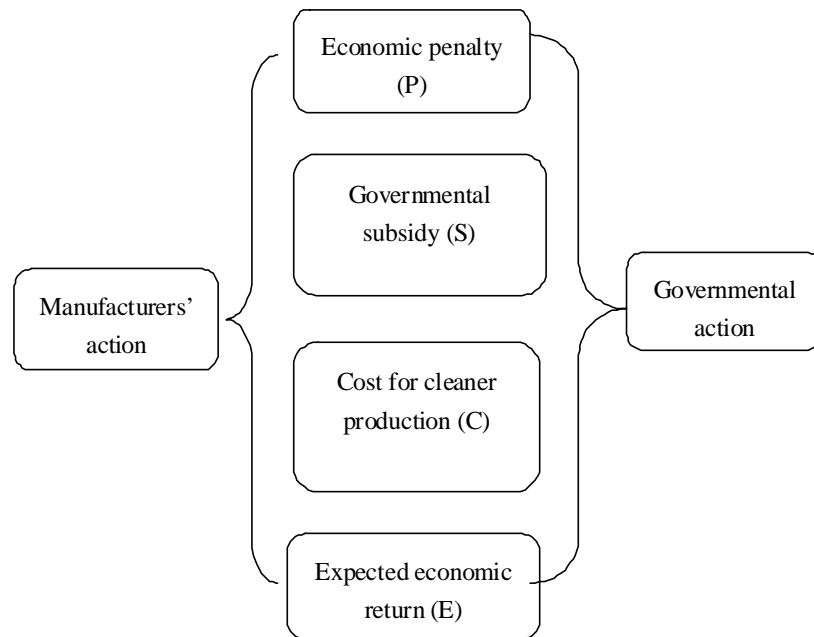 Economic penalty
(P)
Governmental
subsidy (S)
Manufacturers’
action
Governmental
action
Cost for cleaner
production (C)
Expected economic
return (E)